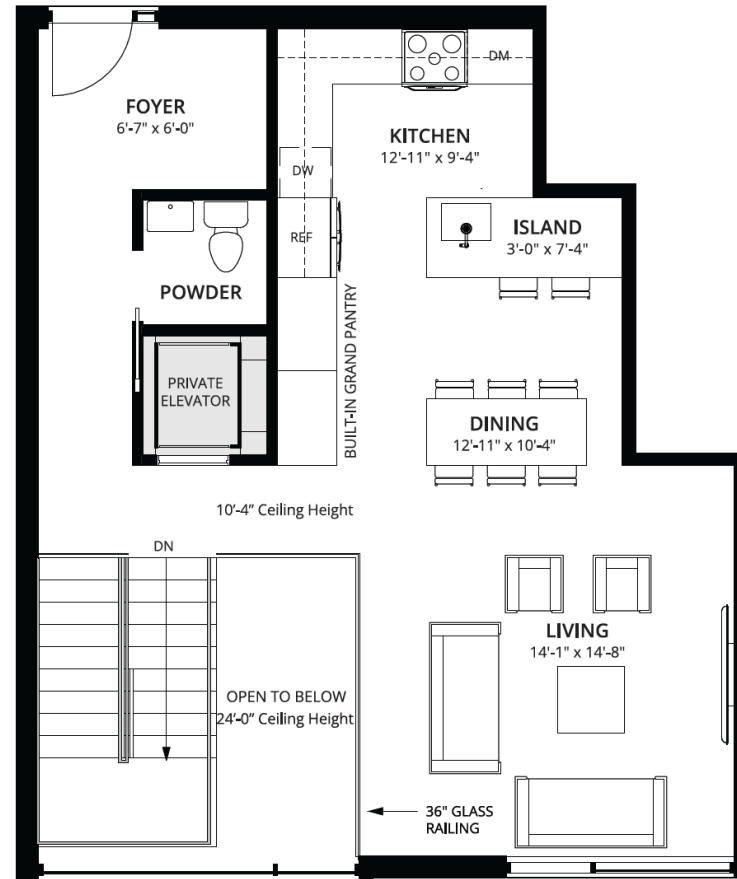 FOYER
6'-7" x 6'-0"
DM
KITCHEN
12'-11" x 9'-4"
DW
REF
ISLAND
3'-0" x 7'-4"
POWDER
BUILT-IN GRAND PANTRY
PRIVATE
ELEVATOR
DINING
12'-11" x 10'-4"
10'-4" Ceiling Height
DN
LIVING
14'-1" x 14'-8"
OPEN TO BELOW
24'-0" Ceiling Height
36" GLASS
RAILING